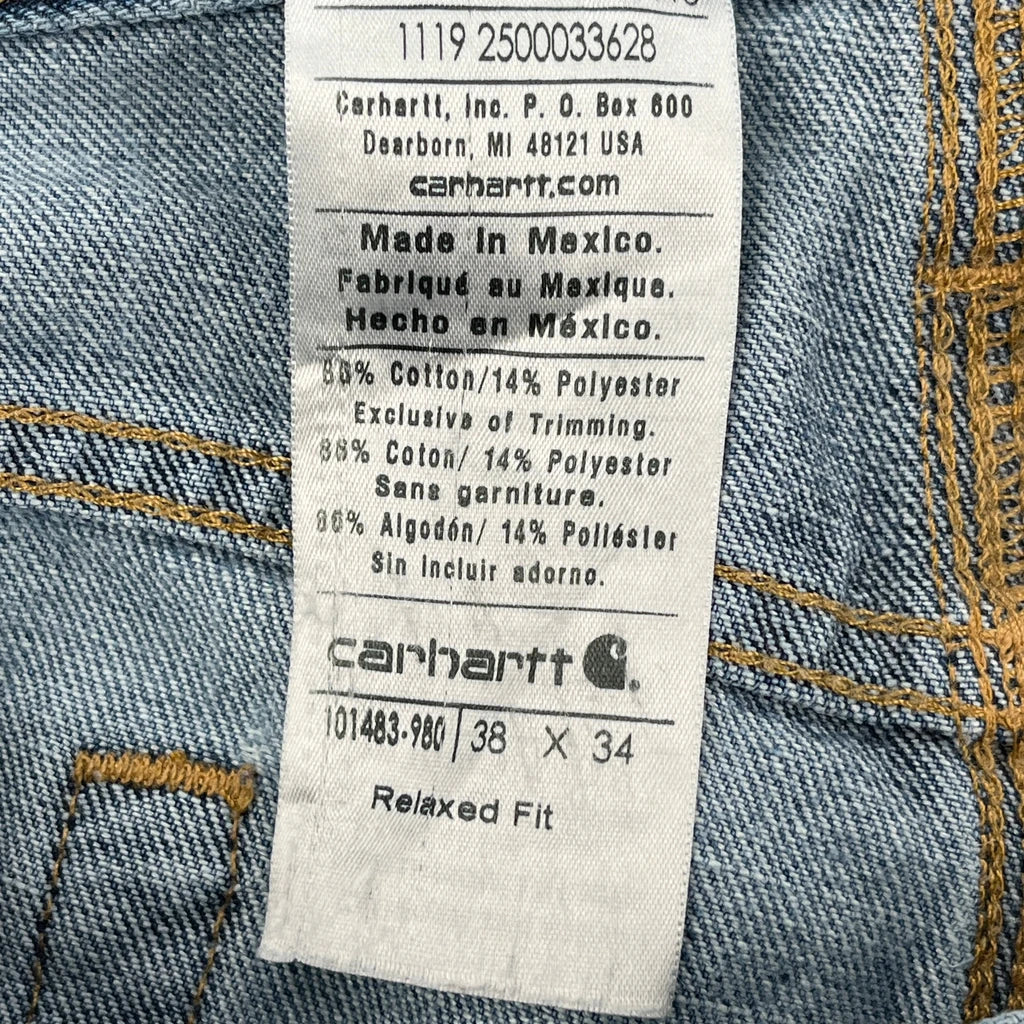 1119 2500033628
Carhartt, Inc. P. O. Box 600
Dearborn, MI 48121 USA
carhartt.com
Made In Mexico.
Fabriqué au Mexique.
Hecho en México.
86% Cotton/14% Polyester
Exclusive of Trimming.
86% Coton/ 14% Polyester
Sans garniture.
86% Algodón/ 14% Poliéster
Sin Incluir adorno.
carhartt
101483-980 38 X 34
Relaxed Fit